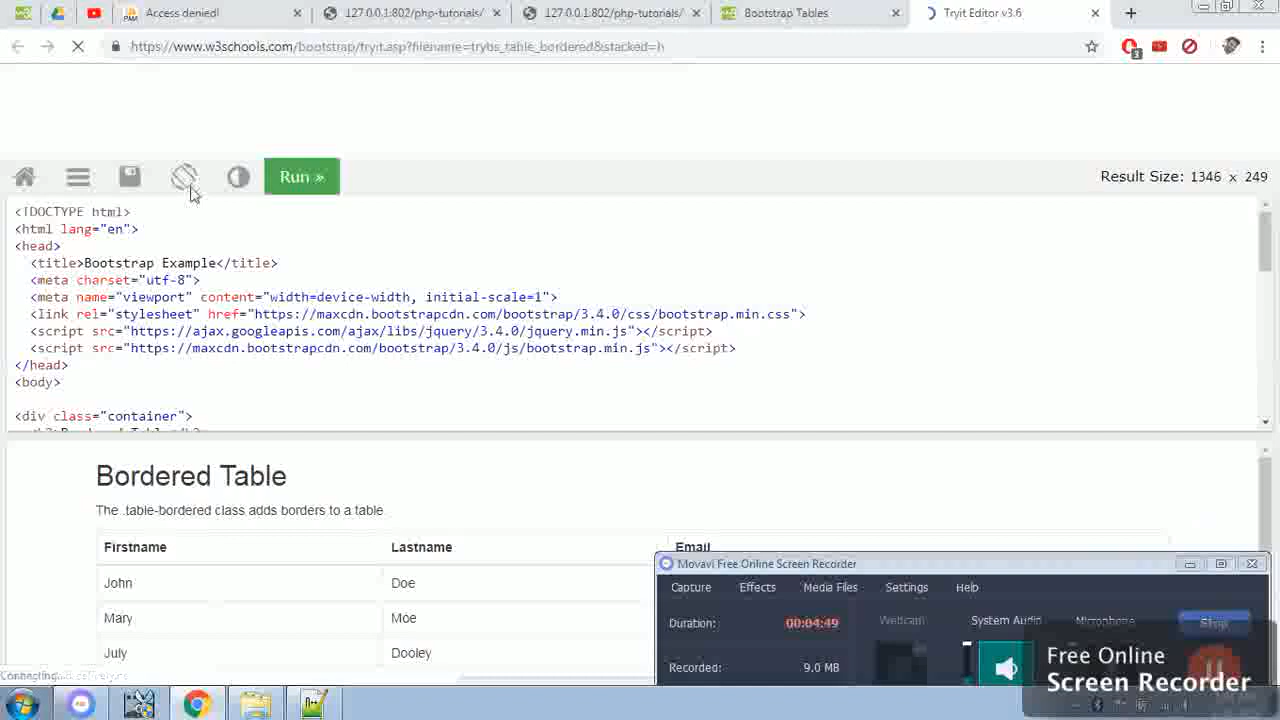 Access denied!
127.0.0.1:802/php-tutorials/
127.0.0.1:802/php-tutorials/
Bootstrap Tables
Tryit Editor v3.6
https://www.w3schools.com/bootstrap/tryit.asp?filename=trybs_table_bordered&stacked=h
Run »
Result Size: 1346 x 249
<!DOCTYPE html>
<html lang="en">
<head>
<title>Bootstrap Example</title>
<meta charset="utf-8">
<meta name="viewport" content="width=device-width, initial-scale=1">
<link rel="stylesheet" href="https://maxcdn.bootstrapcdn.com/bootstrap/3.4.0/css/bootstrap.min.css">
<script src="https://ajax.googleapis.com/ajax/libs/jquery/3.4.0/jquery.min.js"></script>
<script src="https://maxcdn.bootstrapcdn.com/bootstrap/3.4.0/js/bootstrap.min.js"></script>
</head>
<body>
<div class="container">
Bordered Table
The .table-bordered class adds borders to a table
Firstname Lastname Email
John Doe
Mary Moe
July Dooley
Movavi Free Online Screen Recorder
Capture Effects Media Files Settings Help
Duration: 00:04:49 Webcam System Audio Microphone Stop
Recorded: 9.0 MB
Free Online
Screen Recorder
Connecting...